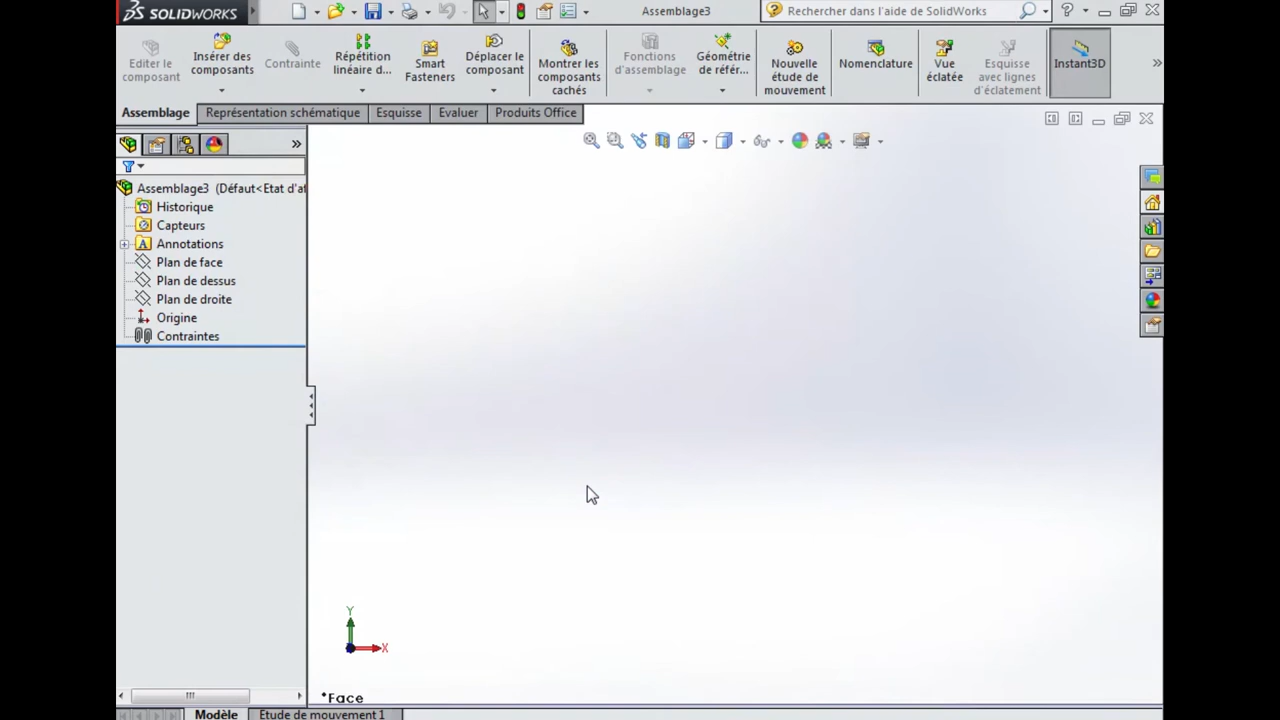 SOLIDWORKS
Assemblage3
Rechercher dans l'aide de SolidWorks
Editer le composant
Insérer des composants
Contrainte
Répétition linéaire d...
Smart Fasteners
Déplacer le composant
Montrer les composants cachés
Fonctions d'assemblage
Géométrie de référ...
Nouvelle étude de mouvement
Nomenclature
Vue éclatée
Esquisse avec lignes d'éclatement
Instant3D
Assemblage
Représentation schématique
Esquisse
Evaluer
Produits Office
Assemblage3 (Défaut<Etat d'af
Historique
Capteurs
Annotations
Plan de face
Plan de dessus
Plan de droite
Origine
Contraintes
Y
X
*Face
Modèle
Etude de mouvement 1